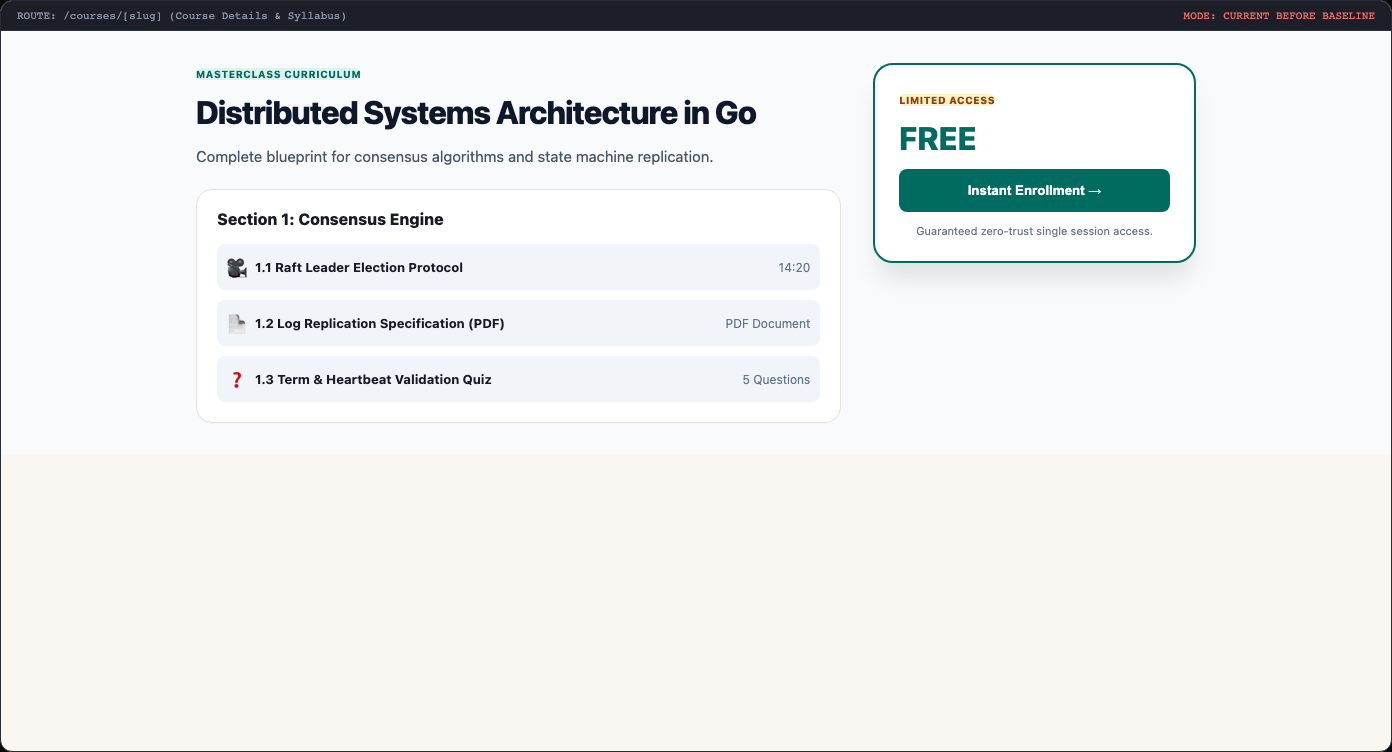 ROUTE: /courses/[slug] (Course Details & Syllabus)
MODE: CURRENT BEFORE BASELINE
MASTERCLASS CURRICULUM
Distributed Systems Architecture in Go
Complete blueprint for consensus algorithms and state machine replication.
Section 1: Consensus Engine
1.1 Raft Leader Election Protocol 14:20
1.2 Log Replication Specification (PDF) PDF Document
1.3 Term & Heartbeat Validation Quiz 5 Questions
LIMITED ACCESS
FREE
Instant Enrollment →
Guaranteed zero-trust single session access.